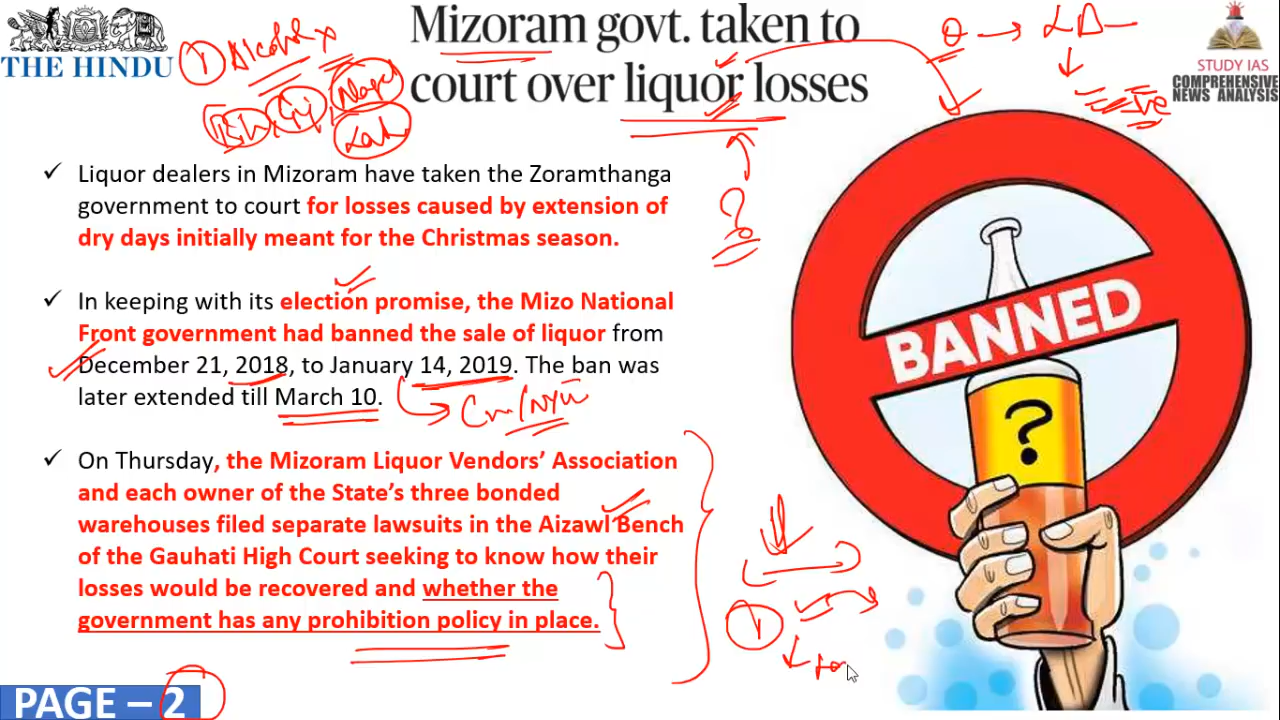 Mizoram govt. taken to
court over liquor losses
THE HINDU
STUDY IAS
COMPREHENSIVE
NEWS ANALYSIS
Alcohol
✓ Liquor dealers in Mizoram have taken the Zoramthanga
government to court for losses caused by extension of
dry days initially meant for the Christmas season.
✓ In keeping with its election promise, the Mizo National
Front government had banned the sale of liquor from
December 21, 2018, to January 14, 2019. The ban was
later extended till March 10.
✓ On Thursday, the Mizoram Liquor Vendors’ Association
and each owner of the State’s three bonded
warehouses filed separate lawsuits in the Aizawl Bench
of the Gauhati High Court seeking to know how their
losses would be recovered and whether the
government has any prohibition policy in place.
BANNED
?
PAGE – 2